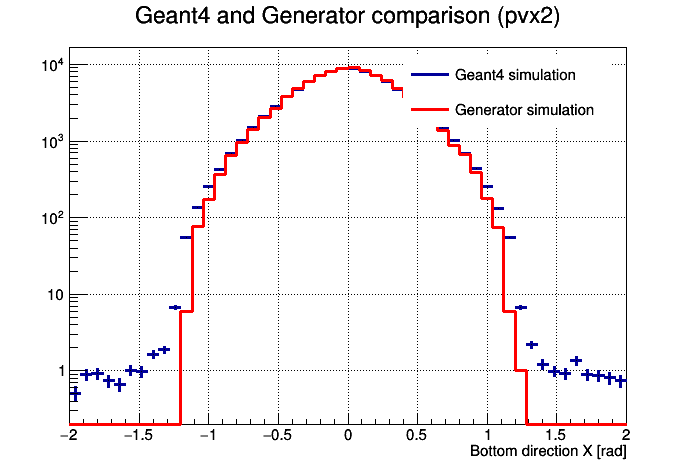 Geant4 and Generator comparison (pvx2)
Geant4 simulation
Generator simulation
10⁴
10³
10²
10
1
−2 −1.5 −1 −0.5 0 0.5 1 1.5 2
Bottom direction X [rad]